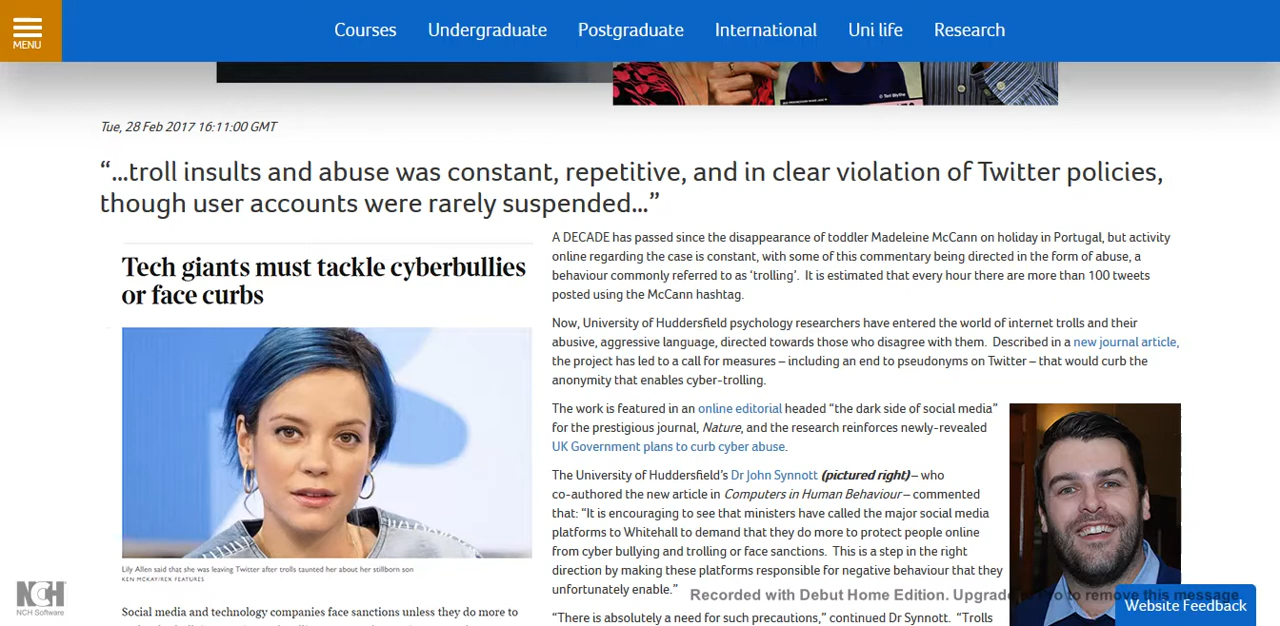 MENU
Courses Undergraduate Postgraduate International Uni life Research
Tue, 28 Feb 2017 16:11:00 GMT
“…troll insults and abuse was constant, repetitive, and in clear violation of Twitter policies,
though user accounts were rarely suspended…”
Tech giants must tackle cyberbullies
or face curbs
Lily Allen said that she was leaving Twitter after trolls taunted her about her stillborn son
KEN MCKAY/REX FEATURES
Social media and technology companies face sanctions unless they do more to
A DECADE has passed since the disappearance of toddler Madeleine McCann on holiday in Portugal, but activity
online regarding the case is constant, with some of this commentary being directed in the form of abuse, a
behaviour commonly referred to as ‘trolling’. It is estimated that every hour there are more than 100 tweets
posted using the McCann hashtag.
Now, University of Huddersfield psychology researchers have entered the world of internet trolls and their
abusive, aggressive language, directed towards those who disagree with them. Described in a new journal article,
the project has led to a call for measures – including an end to pseudonyms on Twitter – that would curb the
anonymity that enables cyber-trolling.
The work is featured in an online editorial headed “the dark side of social media”
for the prestigious journal, Nature, and the research reinforces newly-revealed
UK Government plans to curb cyber abuse.
The University of Huddersfield’s Dr John Synnott (pictured right) – who
co-authored the new article in Computers in Human Behaviour – commented
that: “It is encouraging to see that ministers have called the major social media
platforms to Whitehall to demand that they do more to protect people online
from cyber bullying and trolling or face sanctions. This is a step in the right
direction by making these platforms responsible for negative behaviour that they
unfortunately enable.”
“There is absolutely a need for such precautions,” continued Dr Synnott. “Trolls
NCH
NCH Software
Recorded with Debut Home Edition. Upgrade to Pro to remove this message
Website Feedback